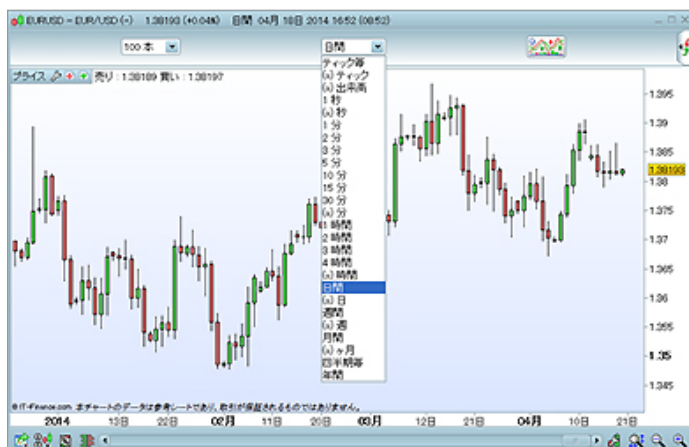 EURUSD - EUR/USD (-) 1.38193 (+0.04%) 日間 04月 18日 2014 16:52 (08:52)
100 本
日間
プライス
売り : 1.38189 買い : 1.38197
ティック毎
(x) ティック
(x) 出来高
1 秒
(x) 秒
1 分
2 分
3 分
5 分
10 分
15 分
30 分
(x) 分
1 時間
2 時間
3 時間
4 時間
(x) 時間
日間
(x) 日
週間
(x) 週
月間
(x) ヶ月
四半期毎
年間
1.395
1.39
1.385
1.38193
1.38
1.375
1.37
1.365
1.36
1.355
1.35
1.345
©IT-Finance.com 本チャートのデータは参考レートであり、取引が保証されるものではありません。
2014 13日 22日 02月 11日 20日 03月 12日 21日 04月 10日 21日